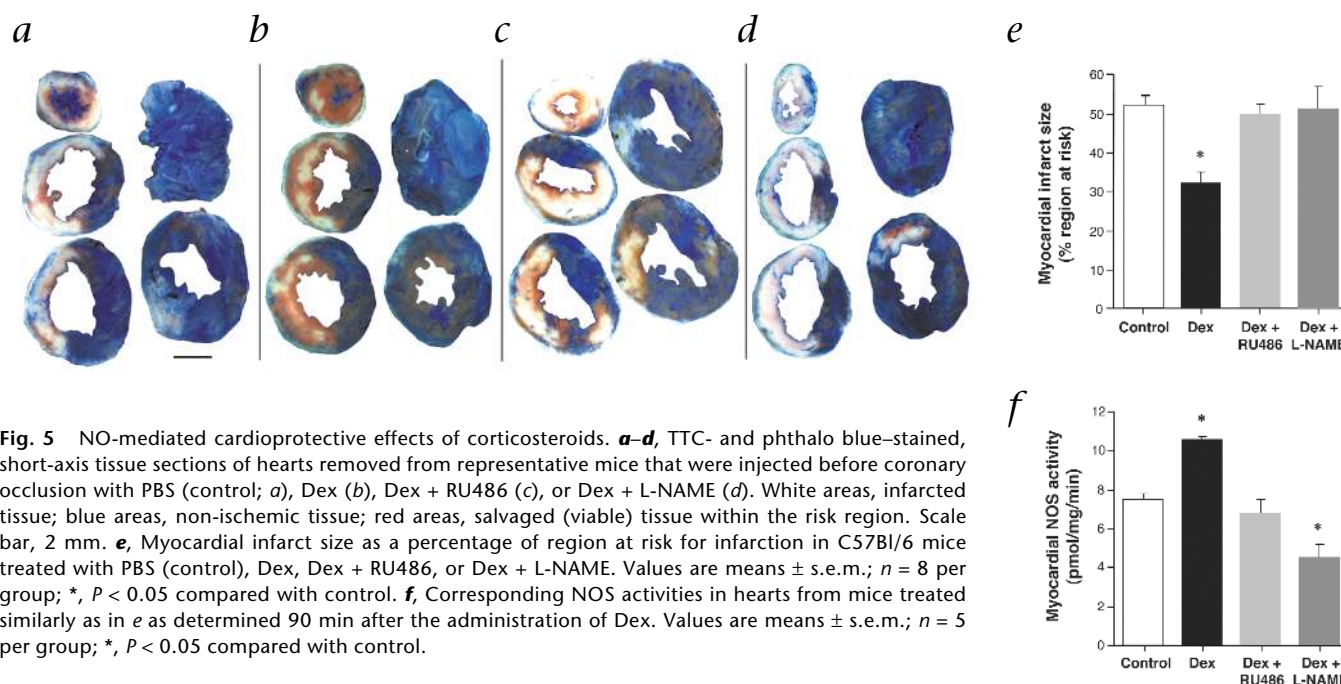 a
b
c
d
e
60
50
40
30
20
10
0
Myocardial infarct size
(% region at risk)
*
Control
Dex
Dex +
RU486
Dex +
L-NAME
f
12
10
8
6
4
2
0
Myocardial NOS activity
(pmol/mg/min)
*
*
Control
Dex
Dex +
RU486
Dex +
L-NAME
Fig. 5 NO-mediated cardioprotective effects of corticosteroids. a–d, TTC- and phthalo blue–stained,
short-axis tissue sections of hearts removed from representative mice that were injected before coronary
occlusion with PBS (control; a), Dex (b), Dex + RU486 (c), or Dex + L-NAME (d). White areas, infarcted
tissue; blue areas, non-ischemic tissue; red areas, salvaged (viable) tissue within the risk region. Scale
bar, 2 mm. e, Myocardial infarct size as a percentage of region at risk for infarction in C57Bl/6 mice
treated with PBS (control), Dex, Dex + RU486, or Dex + L-NAME. Values are means ± s.e.m.; n = 8 per
group; *, P < 0.05 compared with control. f, Corresponding NOS activities in hearts from mice treated
similarly as in e as determined 90 min after the administration of Dex. Values are means ± s.e.m.; n = 5
per group; *, P < 0.05 compared with control.